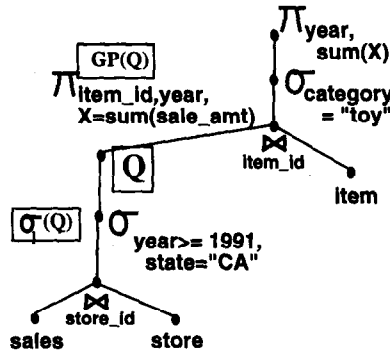 π year,
sum(X)
GP(Q)
π item_id,year,
X=sum(sale_amt)
σ category
= "toy"
⋈
item_id
Q
item
σ(Q)
σ
year>= 1991,
state="CA"
⋈
store_id
sales store